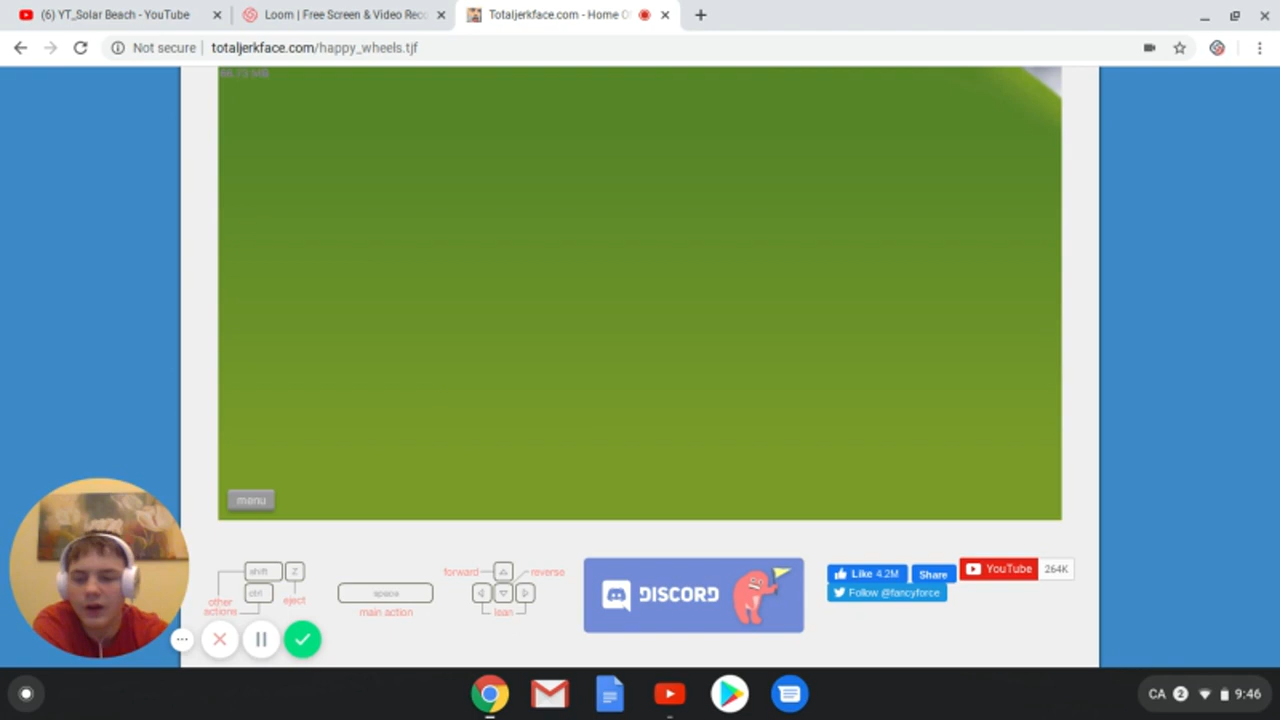 (6) YT_Solar Beach - YouTube
Loom | Free Screen & Video Rec
Totaljerkface.com - Home O
Not secure
totaljerkface.com/happy_wheels.tjf
menu
shift
Z
ctrl
other
actions
eject
space
main action
forward
reverse
lean
DISCORD
Like 4.2M
Share
YouTube
264K
Follow @fancyforce
CA 2 9:46